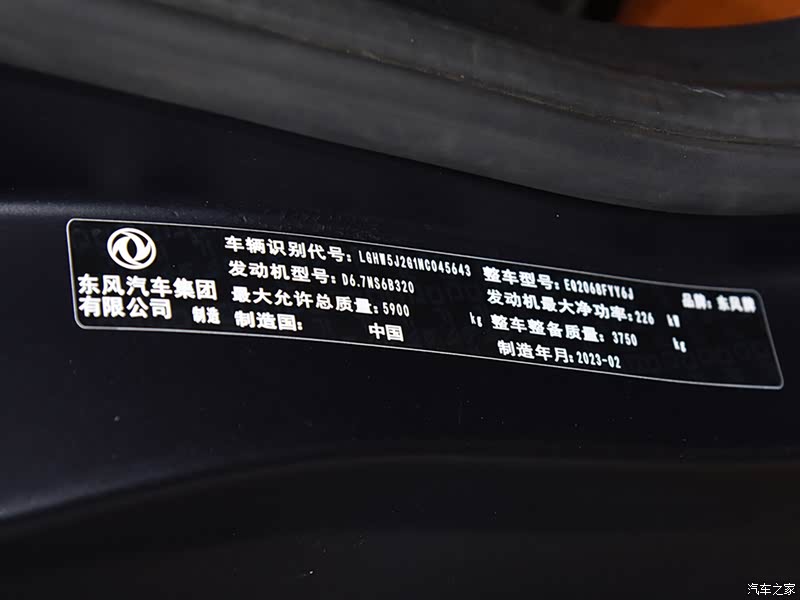 东风汽车集团
有限公司 制造
车辆识别代号: LGHW5J2G1NC045643 整车型号: EQ2068FYY6J 品牌: 东风牌
发动机型号: D6.7NS6B320 发动机最大净功率: 226 kW
最大允许总质量: 5900 kg 整车整备质量: 3750 kg
制造国: 中国 制造年月: 2023-02
汽车之家